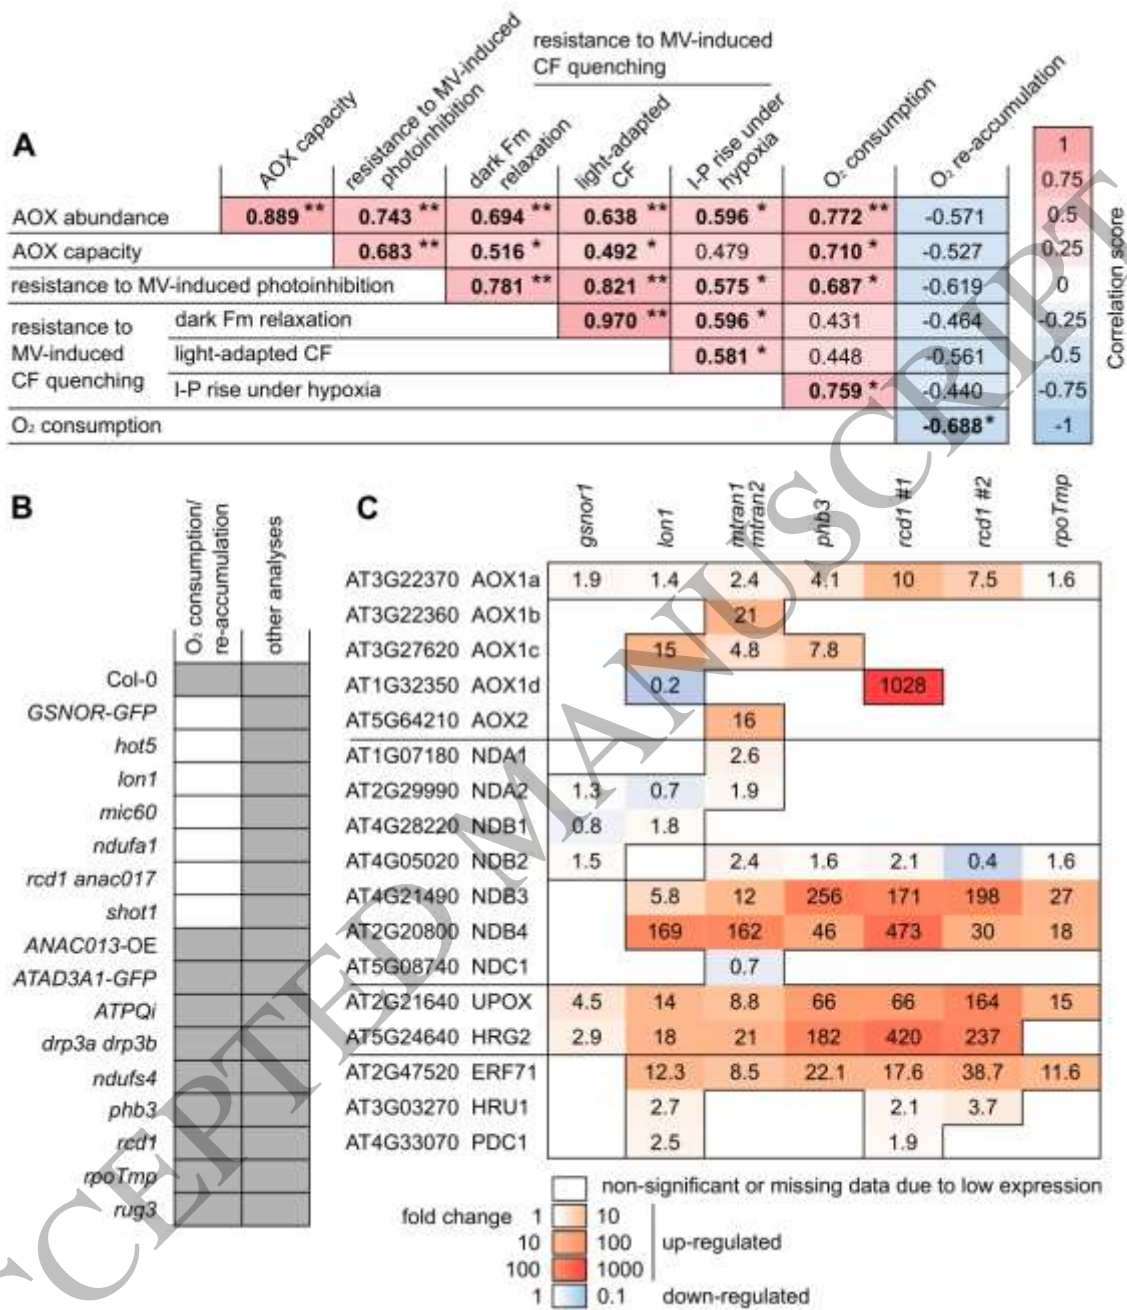 resistance to MV-induced
CF quenching
A
AOX capacity
resistance to MV-induced
photoinhibition
dark Fm
relaxation
light-adapted
CF
I-P rise under
hypoxia
O₂ consumption
O₂ re-accumulation
AOX abundance 0.889 ** 0.743 ** 0.694 ** 0.638 ** 0.596 * 0.772 ** -0.571
AOX capacity 0.683 ** 0.516 * 0.492 * 0.479 0.710 * -0.527
resistance to MV-induced photoinhibition 0.781 ** 0.821 ** 0.575 * 0.687 * -0.619
resistance to
MV-induced
CF quenching
dark Fm relaxation 0.970 ** 0.596 * 0.431 -0.464
light-adapted CF 0.581 * 0.448 -0.561
I-P rise under hypoxia 0.759 * -0.440
O₂ consumption -0.688 *
1
0.75
0.5
0.25
0
-0.25
-0.5
-0.75
-1
Correlation score
B
O₂ consumption/
re-accumulation
other analyses
Col-0
GSNOR-GFP
hot5
lon1
mic60
ndufa1
rcd1 anac017
shot1
ANAC013-OE
ATAD3A1-GFP
ATPQi
drp3a drp3b
ndufs4
phb3
rcd1
rpoTmp
rug3
C
gsnor1
lon1
mtran1
mtran2
phb3
rcd1 #1
rcd1 #2
rpoTmp
AT3G22370 AOX1a 1.9 1.4 2.4 4.1 10 7.5 1.6
AT3G22360 AOX1b 21
AT3G27620 AOX1c 15 4.8 7.8
AT1G32350 AOX1d 0.2 1028
AT5G64210 AOX2 16
AT1G07180 NDA1 2.6
AT2G29990 NDA2 1.3 0.7 1.9
AT4G28220 NDB1 0.8 1.8
AT4G05020 NDB2 1.5 2.4 1.6 2.1 0.4 1.6
AT4G21490 NDB3 5.8 12 256 171 198 27
AT2G20800 NDB4 169 162 46 473 30 18
AT5G08740 NDC1 0.7
AT2G21640 UPOX 4.5 14 8.8 66 66 164 15
AT5G24640 HRG2 2.9 18 21 182 420 237
AT2G47520 ERF71 12.3 8.5 22.1 17.6 38.7 11.6
AT3G03270 HRU1 2.7 2.1 3.7
AT4G33070 PDC1 2.5 1.9
non-significant or missing data due to low expression
fold change 1 10
10 100 up-regulated
100 1000
1 0.1 down-regulated
CCEPTED MANUSCRIPT